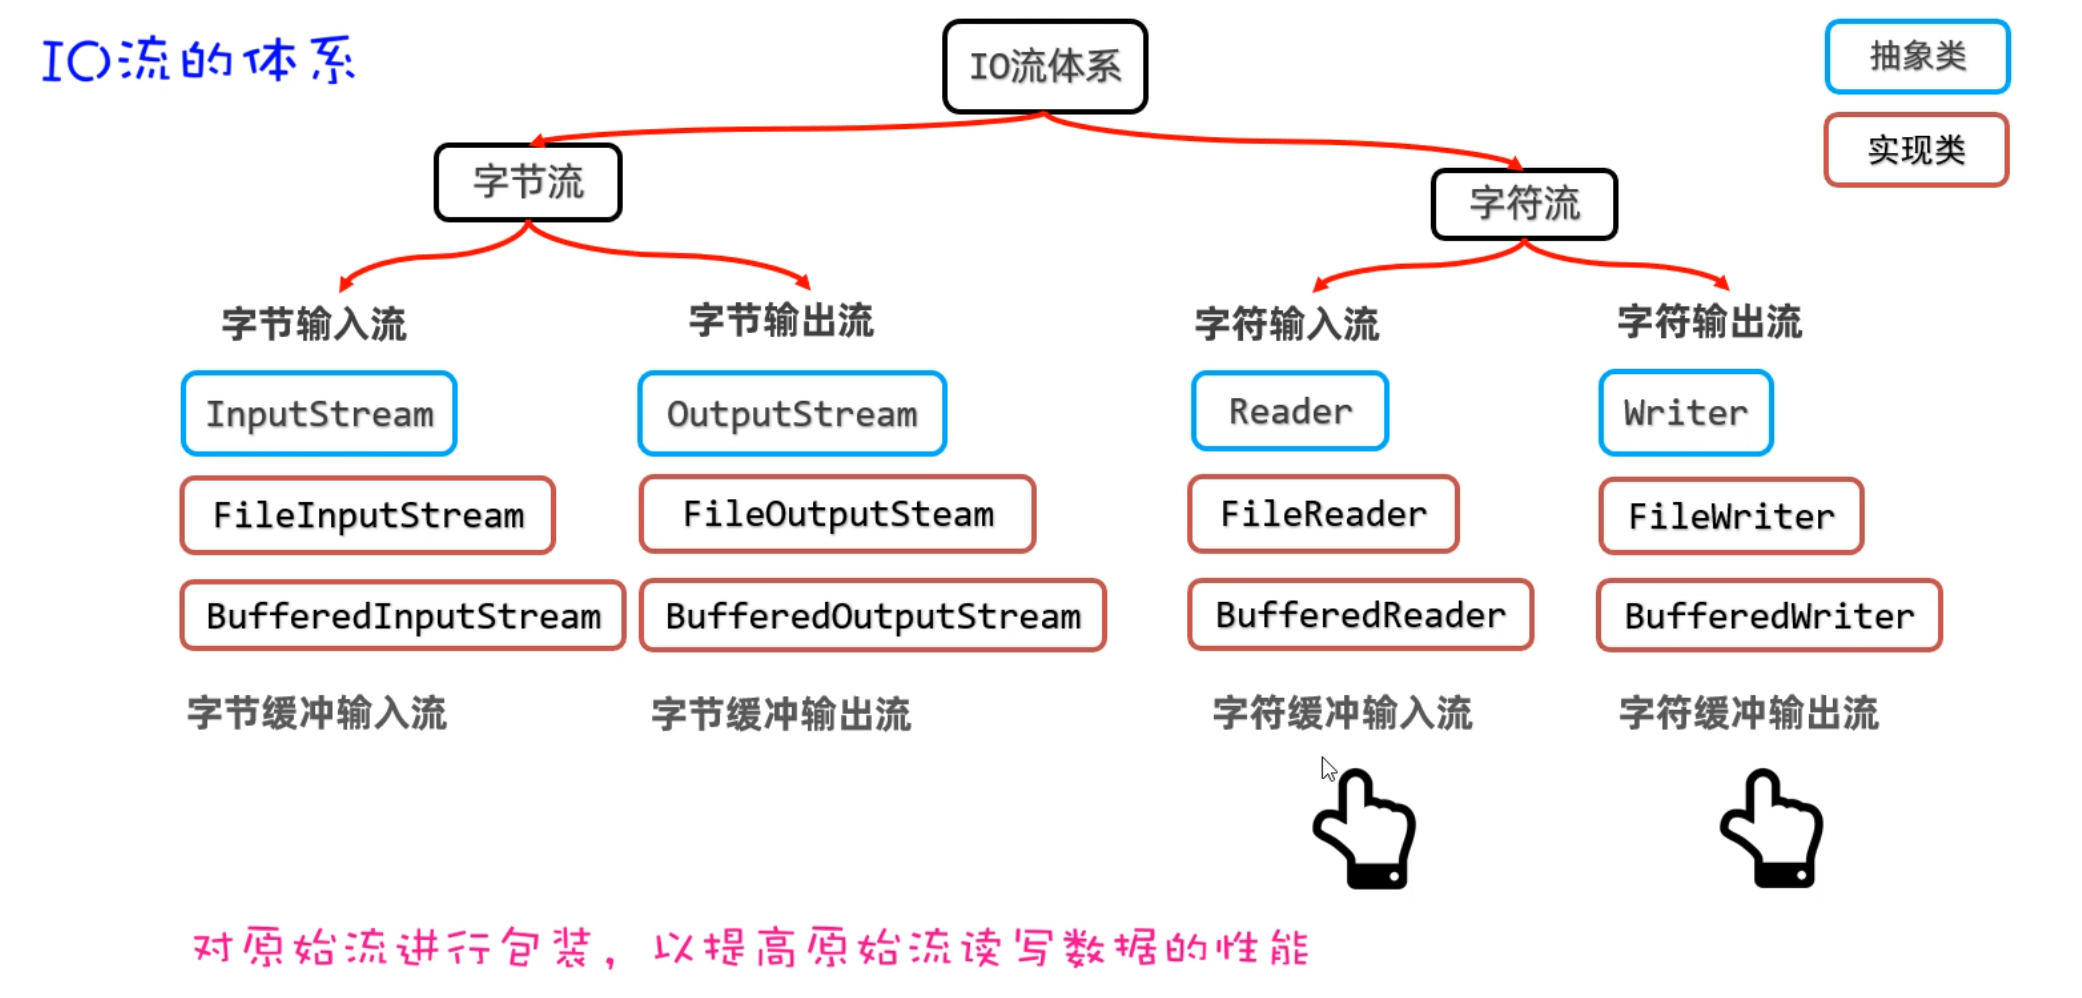 IO流的体系
IO流体系
抽象类
实现类
字节流
字符流
字节输入流
字节输出流
字符输入流
字符输出流
InputStream
OutputStream
Reader
Writer
FileInputStream
FileOutputSteam
FileReader
FileWriter
BufferedInputStream
BufferedOutputStream
BufferedReader
BufferedWriter
字节缓冲输入流
字节缓冲输出流
字符缓冲输入流
字符缓冲输出流
对原始流进行包装，以提高原始流读写数据的性能